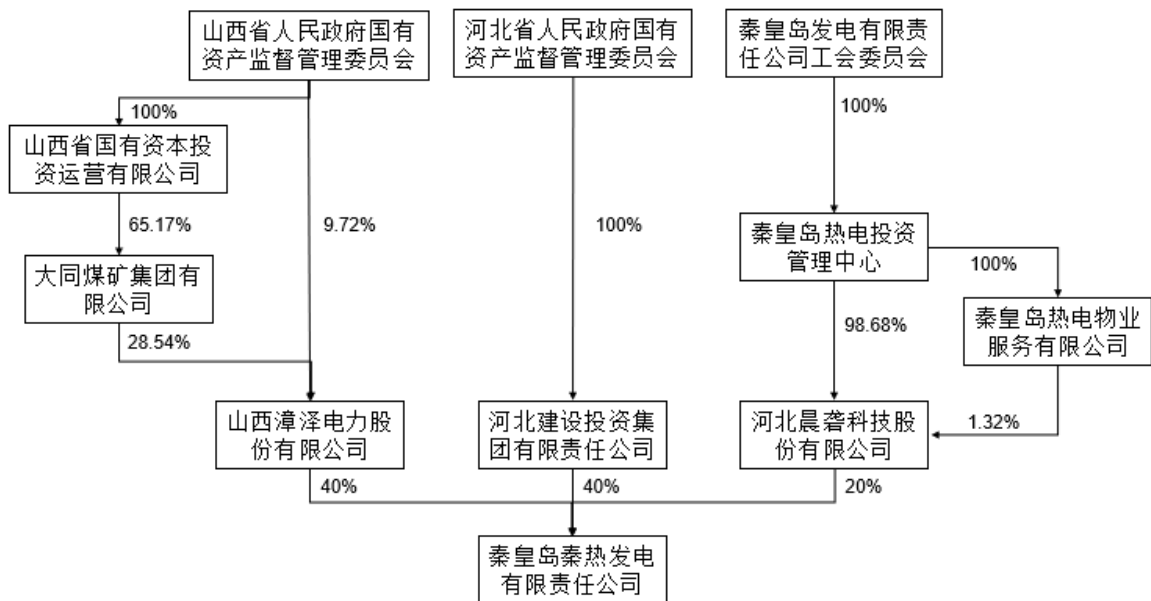 山西省人民政府国有
资产监督管理委员会
河北省人民政府国有
资产监督管理委员会
秦皇岛发电有限责
任公司工会委员会
100%
100%
山西省国有资本投
资运营有限公司
65.17%
9.72%
100%
秦皇岛热电投资
管理中心
100%
大同煤矿集团有
限公司
28.54%
98.68%
秦皇岛热电物业
服务有限公司
山西漳泽电力股
份有限公司
河北建设投资集
团有限责任公司
河北晨砻科技股
份有限公司
1.32%
40%
40%
20%
秦皇岛秦热发电
有限责任公司